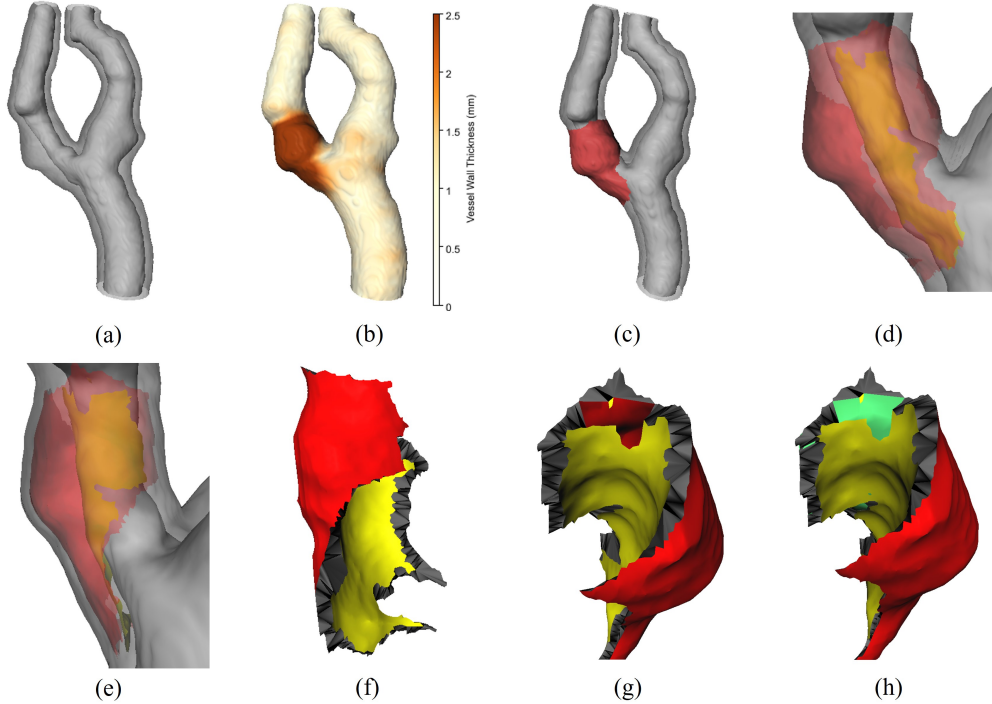 2.5
2
1.5
1
0.5
0
Vessel Wall Thickness (mm)
(a)
(b)
(c)
(d)
(e)
(f)
(g)
(h)